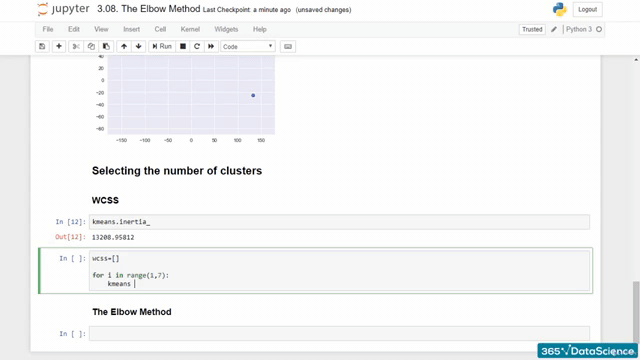 jupyter 3.08. The Elbow Method Last Checkpoint: a minute ago (unsaved changes) Logout
File Edit View Insert Cell Kernel Widgets Help Trusted Python 3
Run Code
40
20
0
-20
-40
-60
-80
-150 -100 -50 0 50 100 150
Selecting the number of clusters
WCSS
In [12]: kmeans.inertia_
Out[12]: 13208.95812
In [ ]: wcss=[]
for i in range(1,7):
kmeans
The Elbow Method
In [ ]:
365 DataScience